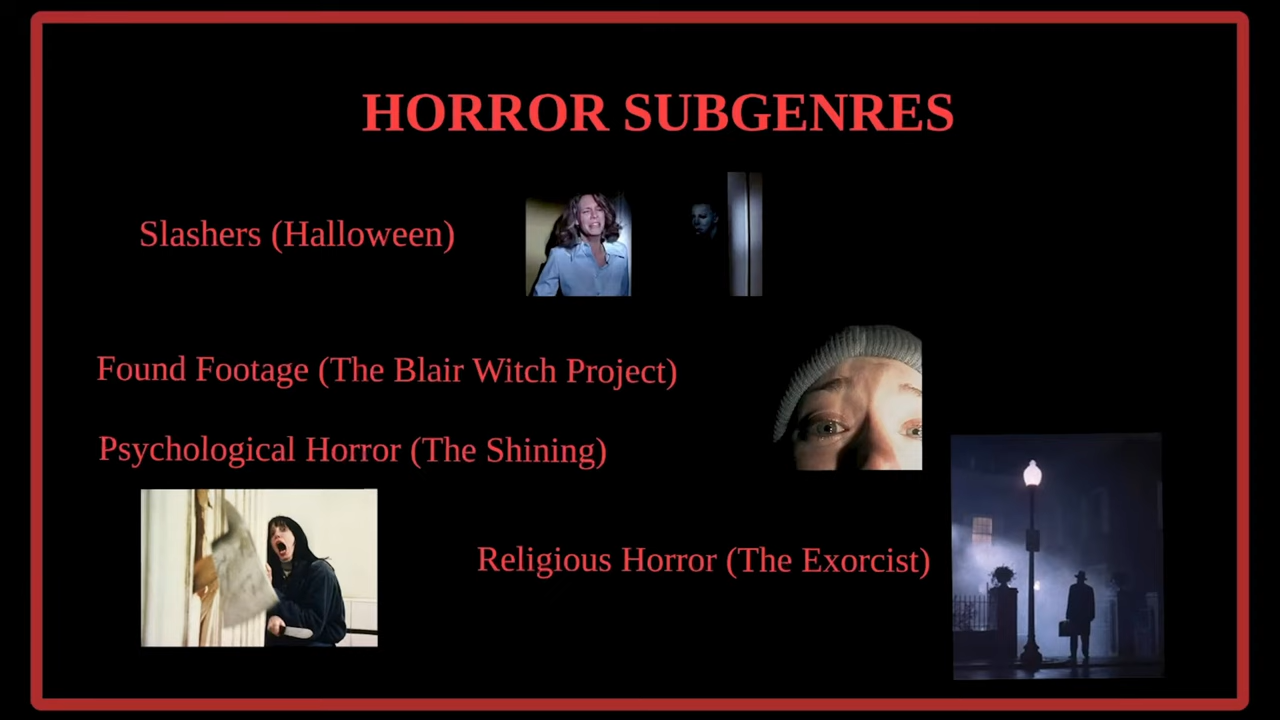 HORROR SUBGENRES
Slashers (Halloween)
Found Footage (The Blair Witch Project)
Psychological Horror (The Shining)
Religious Horror (The Exorcist)